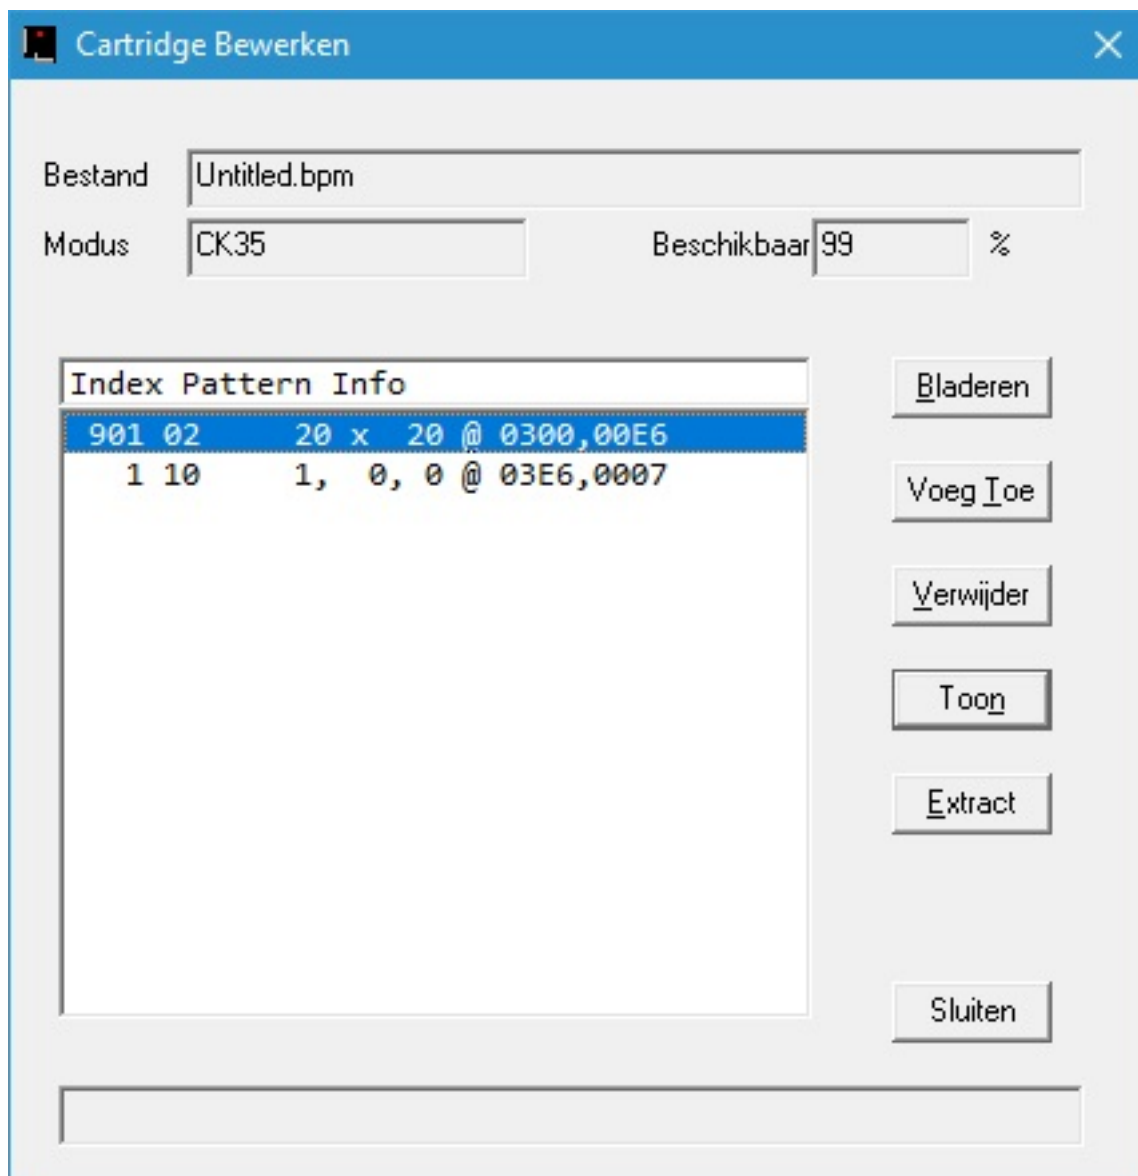 Cartridge Bewerken
Bestand Untitled.bpm
Modus CK35 Beschikbaar 99 %
Index Pattern Info
901 02 20 x 20 @ 0300,00E6
1 10 1, 0, 0 @ 03E6,0007
Bladeren
Voeg Toe
Verwijder
Toon
Extract
Sluiten